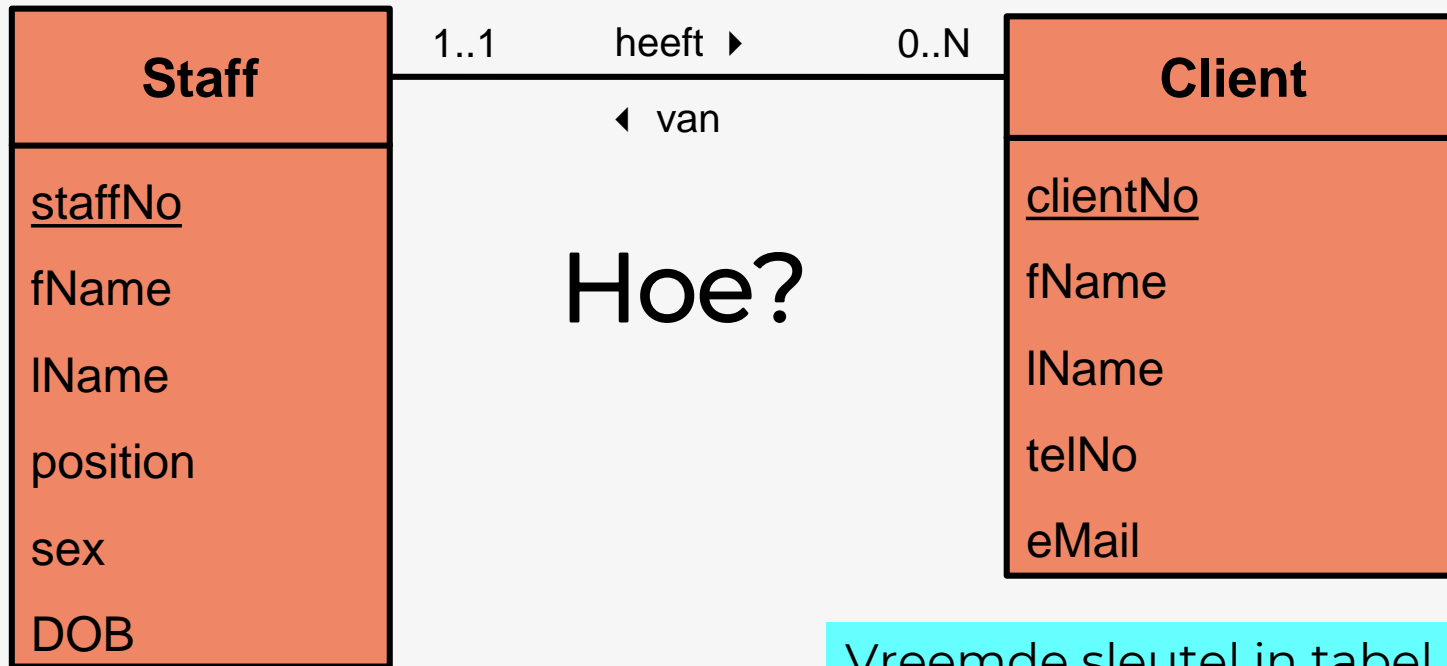 Staff
staffNo
fName
lName
position
sex
DOB
1..1 heeft ▸ 0..N
◂ van
Hoe?
Client
clientNo
fName
lName
telNo
eMail
Vreemde sleutel in tabel